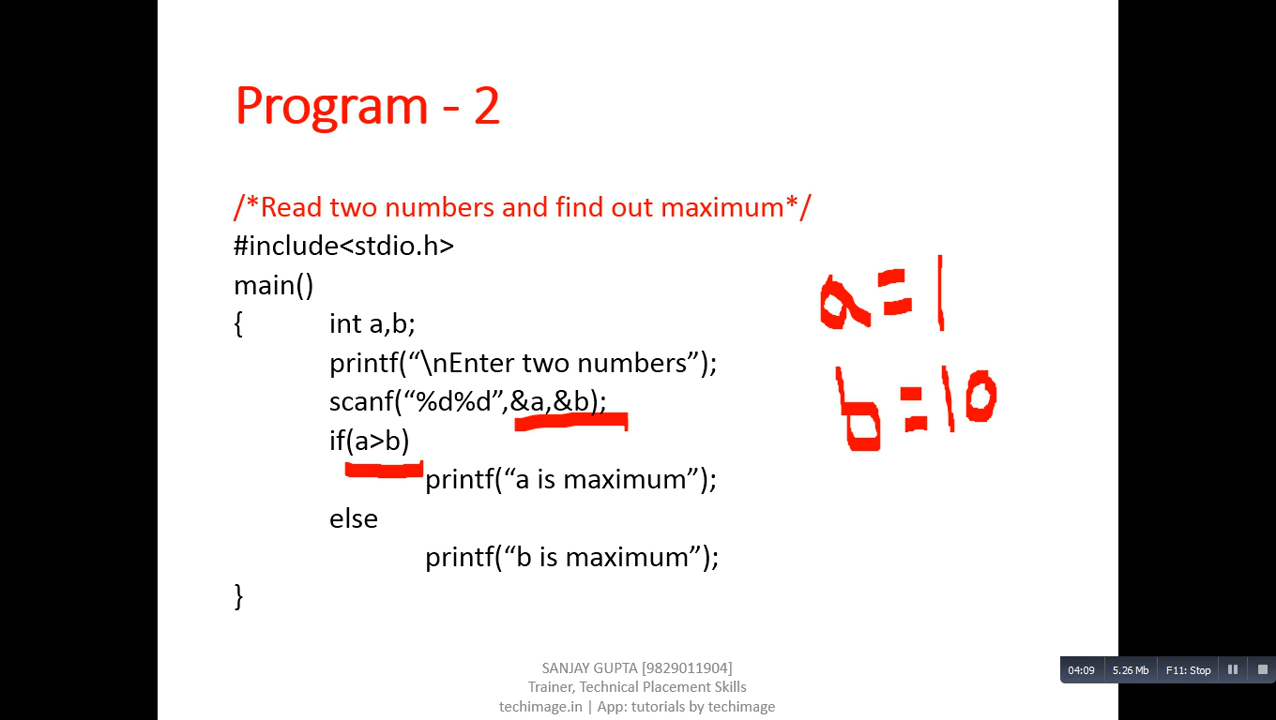 Program - 2
/*Read two numbers and find out maximum*/
#include<stdio.h>
main()
{ int a,b;
printf(“\nEnter two numbers”);
scanf(“%d%d”,&a,&b);
if(a>b)
printf(“a is maximum”);
else
printf(“b is maximum”);
}
a=1
b=10
SANJAY GUPTA [9829011904]
Trainer, Technical Placement Skills
techimage.in | App: tutorials by techimage
04:09 5.26 Mb F11: Stop